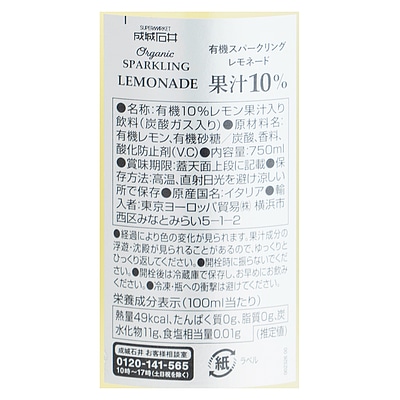 SUPERMARKET
成城石井
Organic
SPARKLING
LEMONADE
有機スパークリング
レモネード
果汁10%
●名称:有機10%レモン果汁入り
飲料(炭酸ガス入り)●原材料名:
有機レモン、有機砂糖/炭酸、香料、
酸化防止剤(V.C)●内容量:750ml
●賞味期限:蓋天面上段に記載●保
存方法:高温、直射日光を避け涼しい
所で保存●原産国名:イタリア●輸
入者:東京ヨーロッパ貿易㈱ 横浜市
西区みなとみらい5-1-2
●経過により色の変化が見られます。果汁成分の
浮遊・沈殿が見られることがあるので、ゆっくりと
ひっくり返してください。●開栓時に振らないでく
ださい。●開栓後は冷蔵庫で保存し、お早めにお飲み
ください。●冷凍・瓶への衝撃は避けてください。
栄養成分表示(100ml当たり)
熱量49kcal、たんぱく質0g、脂質0g、炭
水化物11g、食塩相当量0.01g (推定値)
成城石井 お客様相談室
0120-141-565
10時～17時(土日祝を除く)
紙
ラベル